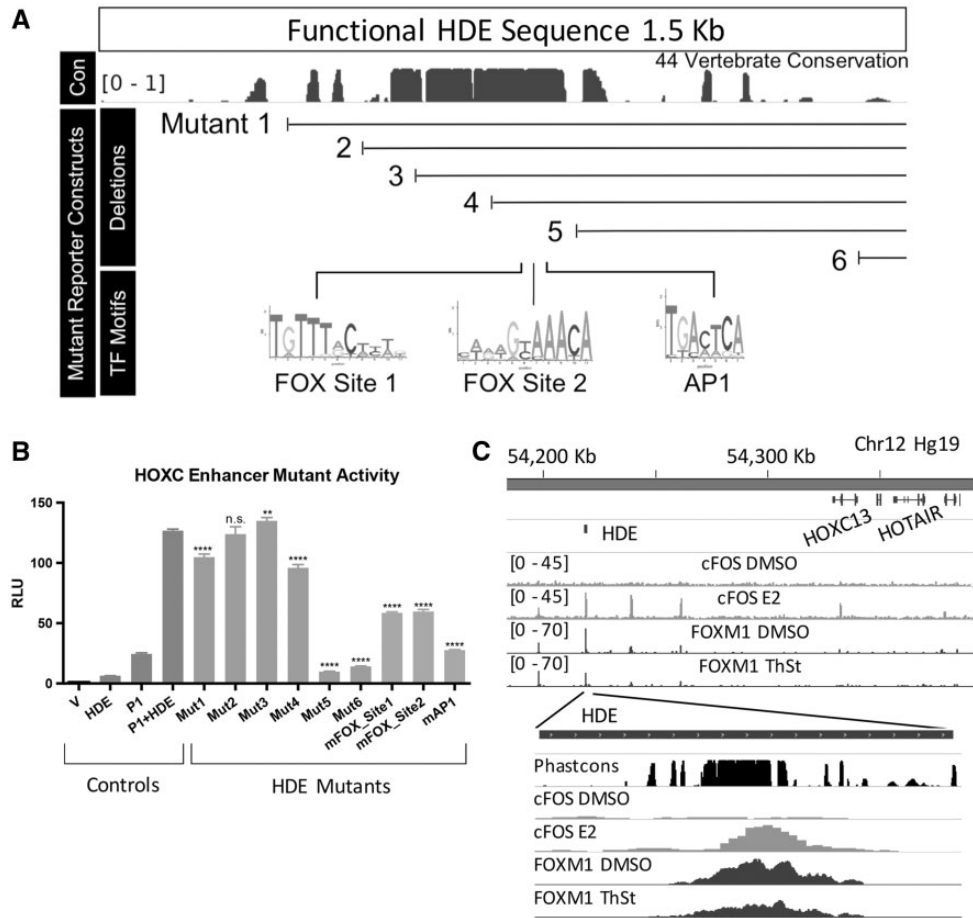 A
Functional HDE Sequence 1.5 Kb
Con
[0 - 1]
44 Vertebrate Conservation
Mutant Reporter Constructs
Deletions
TF Motifs
Mutant 1
2
3
4
5
6
FOX Site 1
FOX Site 2
AP1
B
HOXC Enhancer Mutant Activity
RLU
150
100
50
0
**** n.s. ** **** **** **** **** **** ****
V HDE P1 P1+HDE Mut1 Mut2 Mut3 Mut4 Mut5 Mut6 mFOX_Site1 mFOX_Site2 mAP1
Controls
HDE Mutants
C
Chr12 Hg19
54,200 Kb 54,300 Kb
HDE
HOXC13 HOTAIR
[0 - 45] cFOS DMSO
[0 - 45] cFOS E2
[0 - 70] FOXM1 DMSO
[0 - 70] FOXM1 ThSt
HDE
Phastcons
cFOS DMSO
cFOS E2
FOXM1 DMSO
FOXM1 ThSt